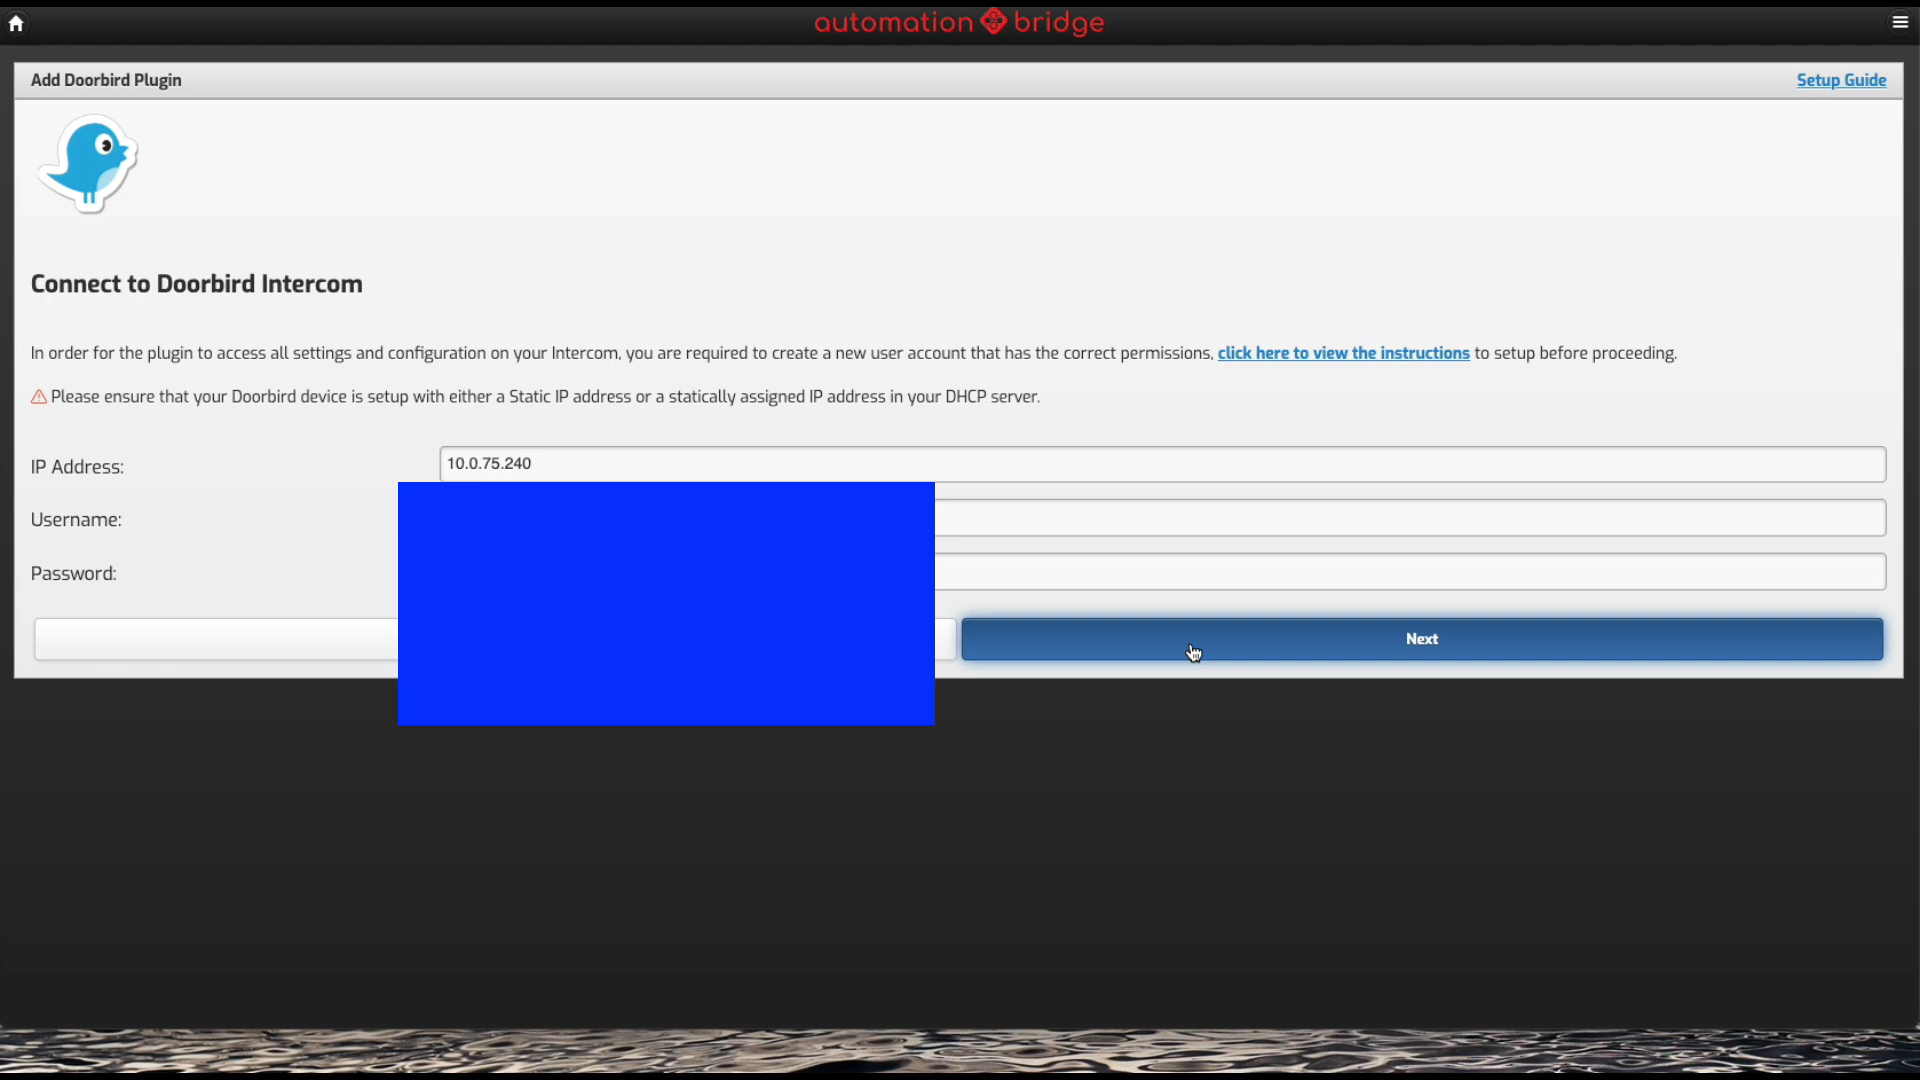 automation bridge
Add Doorbird Plugin
Setup Guide
Connect to Doorbird Intercom
In order for the plugin to access all settings and configuration on your Intercom, you are required to create a new user account that has the correct permissions, click here to view the instructions to setup before proceeding.
Please ensure that your Doorbird device is setup with either a Static IP address or a statically assigned IP address in your DHCP server.
IP Address:
10.0.75.240
Username:
Password:
Next